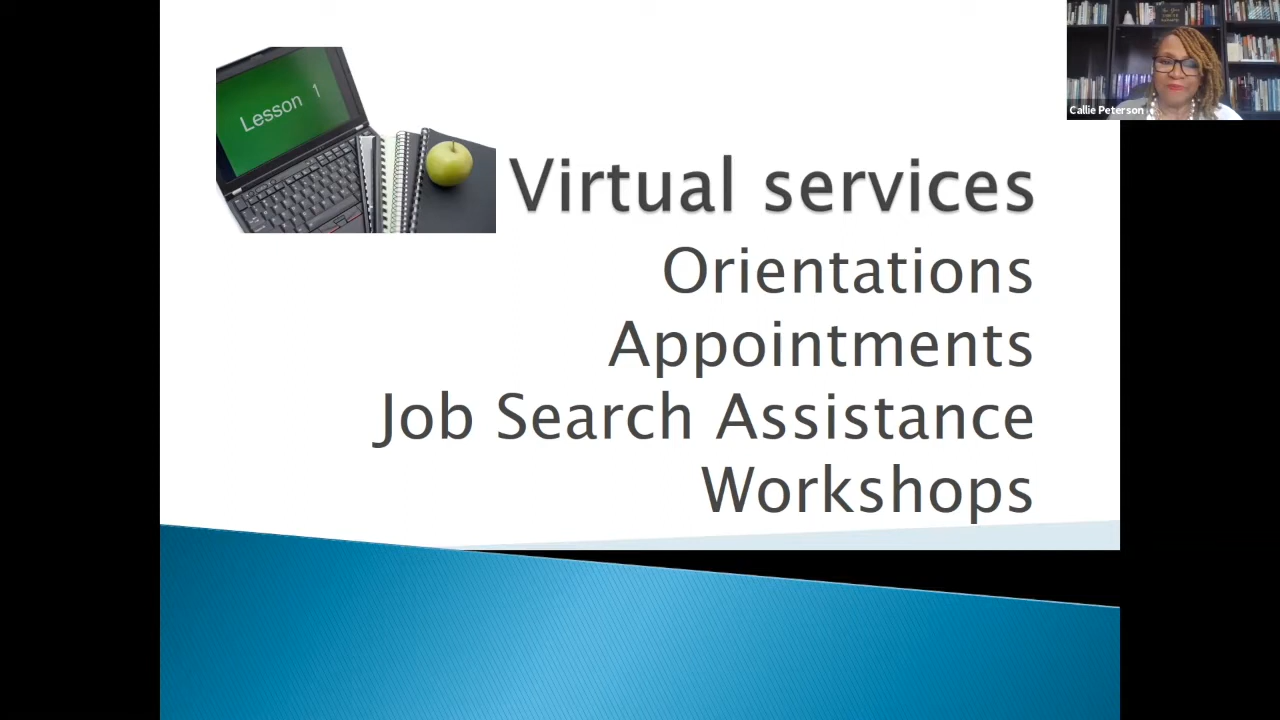 Lesson 1
Callie Peterson
Virtual services
Orientations
Appointments
Job Search Assistance
Workshops